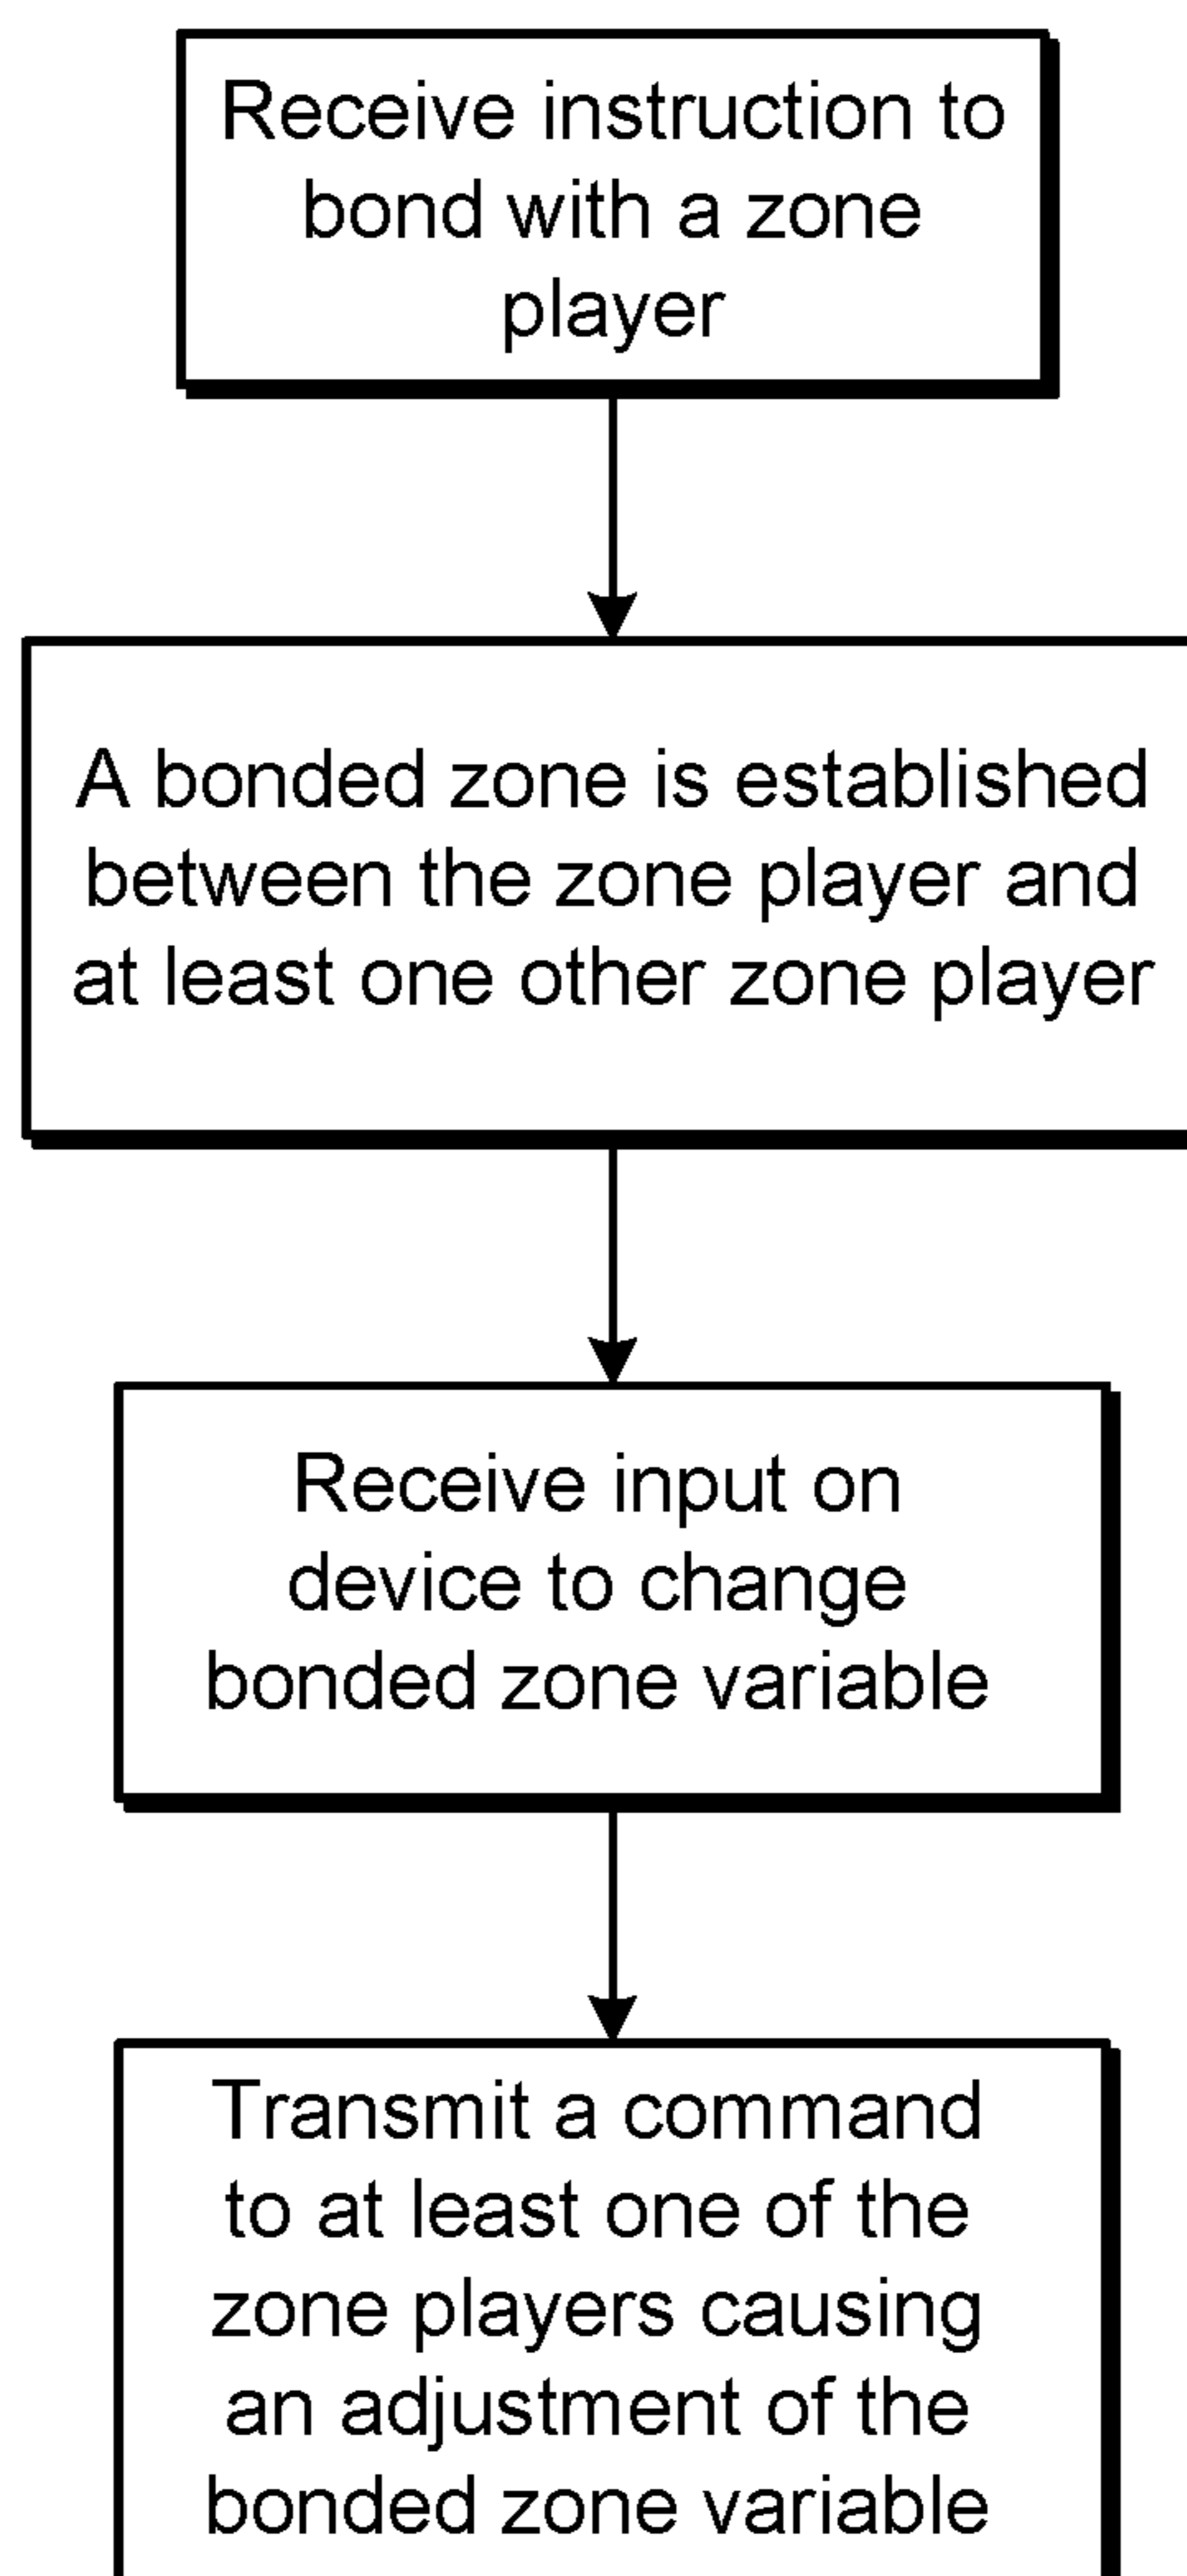 Receive instruction to
bond with a zone
player
A bonded zone is established
between the zone player and
at least one other zone player
Receive input on
device to change
bonded zone variable
Transmit a command
to at least one of the
zone players causing
an adjustment of the
bonded zone variable